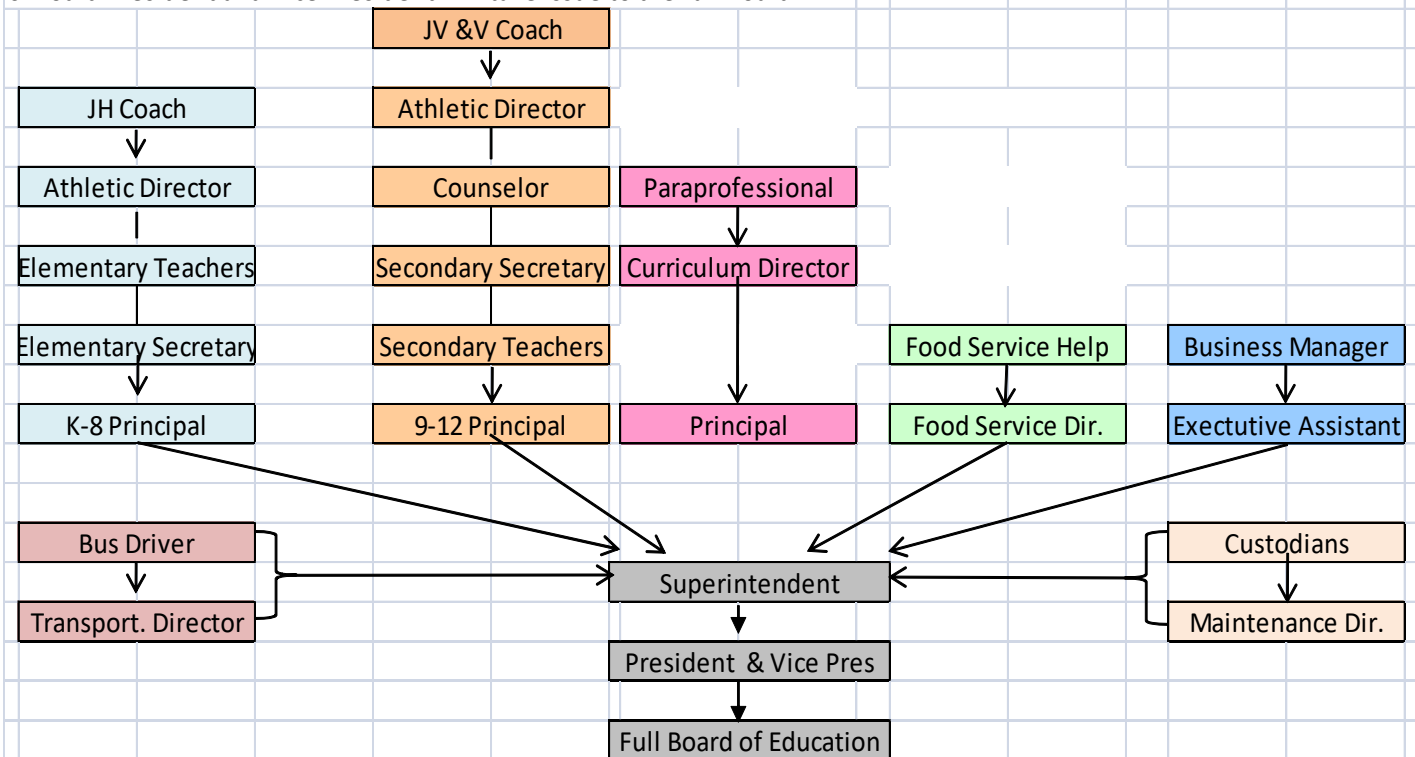 JV &V Coach
JH Coach
Athletic Director
Athletic Director
Counselor
Paraprofessional
Elementary Teachers
Secondary Secretary
Curriculum Director
Elementary Secretary
Secondary Teachers
Food Service Help
Business Manager
K-8 Principal
9-12 Principal
Principal
Food Service Dir.
Exectutive Assistant
Bus Driver
Custodians
Superintendent
Transport. Director
Maintenance Dir.
President & Vice Pres
Full Board of Education